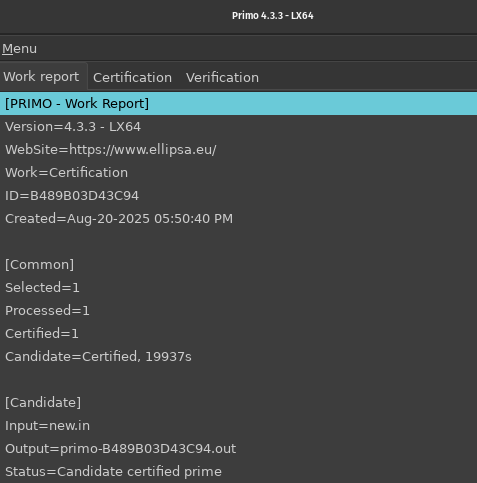 Primo 4.3.3 - LX64
Menu
Work report Certification Verification
[PRIMO - Work Report]
Version=4.3.3 - LX64
WebSite=https://www.ellipsa.eu/
Work=Certification
ID=B489B03D43C94
Created=Aug-20-2025 05:50:40 PM
[Common]
Selected=1
Processed=1
Certified=1
Candidate=Certified, 19937s
[Candidate]
Input=new.in
Output=primo-B489B03D43C94.out
Status=Candidate certified prime